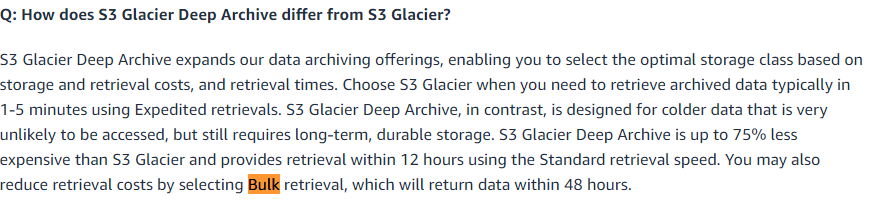 Q: How does S3 Glacier Deep Archive differ from S3 Glacier?
S3 Glacier Deep Archive expands our data archiving offerings, enabling you to select the optimal storage class based on
storage and retrieval costs, and retrieval times. Choose S3 Glacier when you need to retrieve archived data typically in
1-5 minutes using Expedited retrievals. S3 Glacier Deep Archive, in contrast, is designed for colder data that is very
unlikely to be accessed, but still requires long-term, durable storage. S3 Glacier Deep Archive is up to 75% less
expensive than S3 Glacier and provides retrieval within 12 hours using the Standard retrieval speed. You may also
reduce retrieval costs by selecting Bulk retrieval, which will return data within 48 hours.